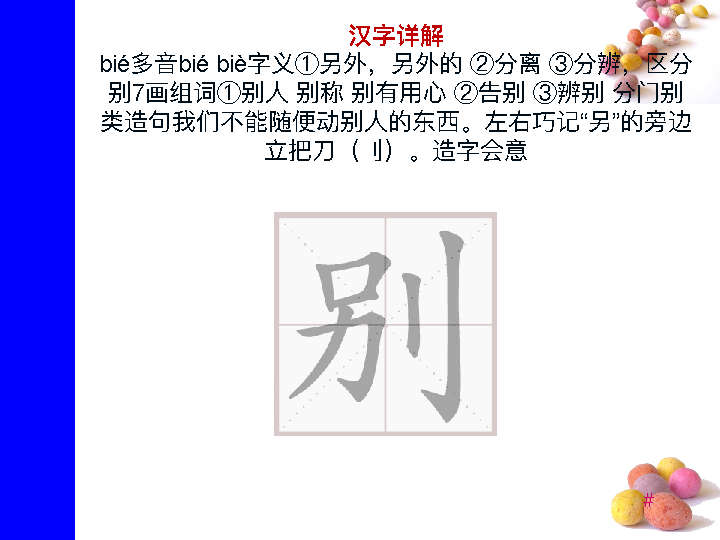 汉字详解
bié多音bié biè字义①另外，另外的 ②分离 ③分辨，区分
别7画组词①别人 别称 别有用心 ②告别 ③辨别 分门别
类造句我们不能随便动别人的东西。左右巧记“另”的旁边
立把刀（刂）。造字会意
别
#